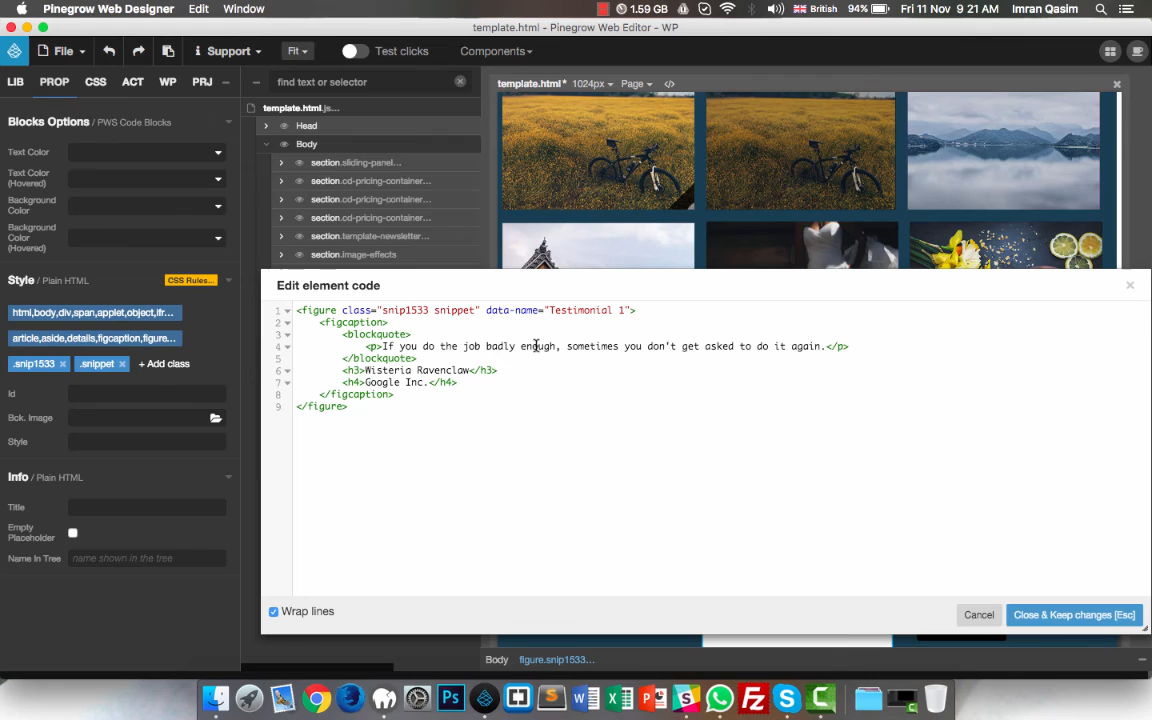 Pinegrow Web Designer Edit Window 1.59 GB British 94% Fri 11 Nov 9 21 AM Imran Qasim
template.html - Pinegrow Web Editor - WP
File Support Fit Test clicks Components
LIB PROP CSS ACT WP PRJ
find text or selector
template.html* 1024px Page </>
template.html.js...
Blocks Options / PWS Code Blocks
Head
Body
Text Color
section.sliding-panel...
Text Color
(Hovered)
section.cd-pricing-container...
section.cd-pricing-container...
Background
Color
section.cd-pricing-container...
Background
Color
(Hovered)
section.template-newsletter...
section.image-effects
Style / Plain HTML CSS Rules...
html,body,div,span,applet,object,ifr...
article,aside,details,figcaption,figure...
.snip1533 × .snippet × + Add class
Id
Bck. Image
Style
Info / Plain HTML
Title
Empty
Placeholder
Name In Tree name shown in the tree
Edit element code ×
1 <figure class="snip1533 snippet" data-name="Testimonial 1">
2 <figcaption>
3 <blockquote>
4 <p>If you do the job badly enough, sometimes you don't get asked to do it again.</p>
5 </blockquote>
6 <h3>Wisteria Ravenclaw</h3>
7 <h4>Google Inc.</h4>
8 </figcaption>
9 </figure>
Wrap lines
Cancel Close & Keep changes [Esc]
Body figure.snip1533...
Ps W X P S Fz S C